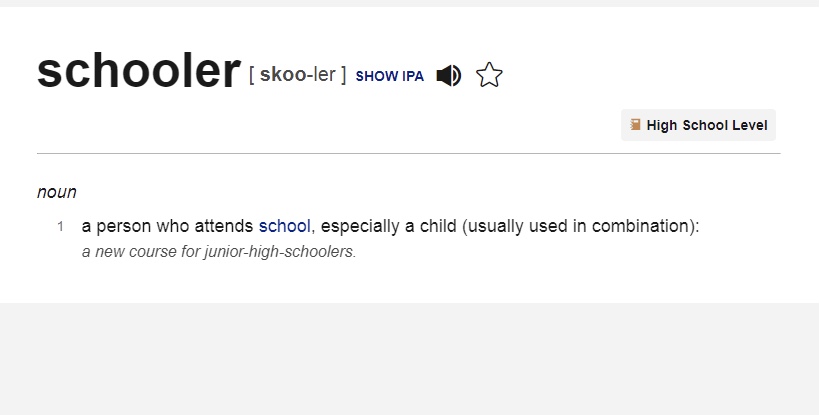 schooler [ skoo-ler ] SHOW IPA
High School Level
noun
1 a person who attends school, especially a child (usually used in combination):
a new course for junior-high-schoolers.